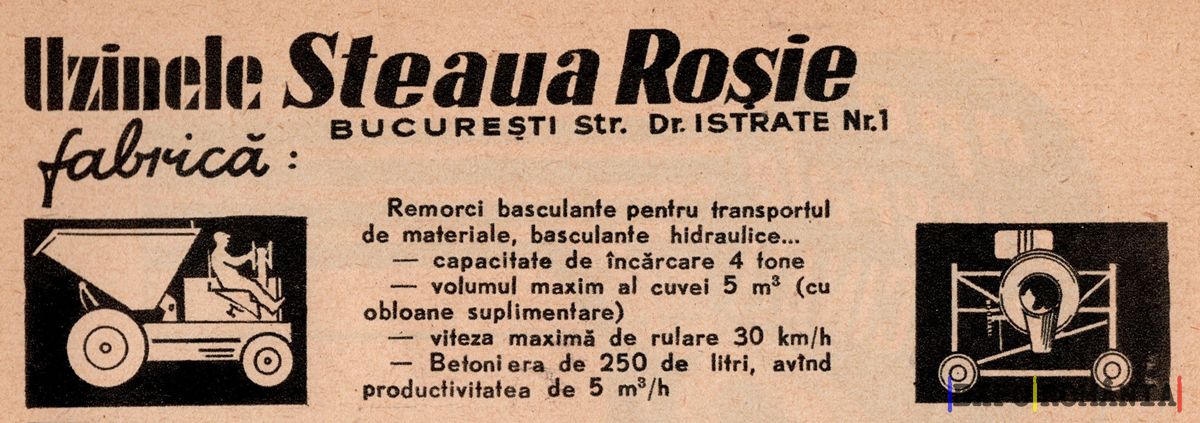 Uzinele Steaua Roșie
BUCUREȘTI Str. Dr. ISTRATE Nr.1
fabrică:
Remorci basculante pentru transportul
de materiale, basculante hidraulice...
— capacitate de încărcare 4 tone
— volumul maxim al cuvei 5 m³ (cu
obloane suplimentare)
— viteza maximă de rulare 30 km/h
— Betoniera de 250 de litri, avînd
productivitatea de 5 m³/h